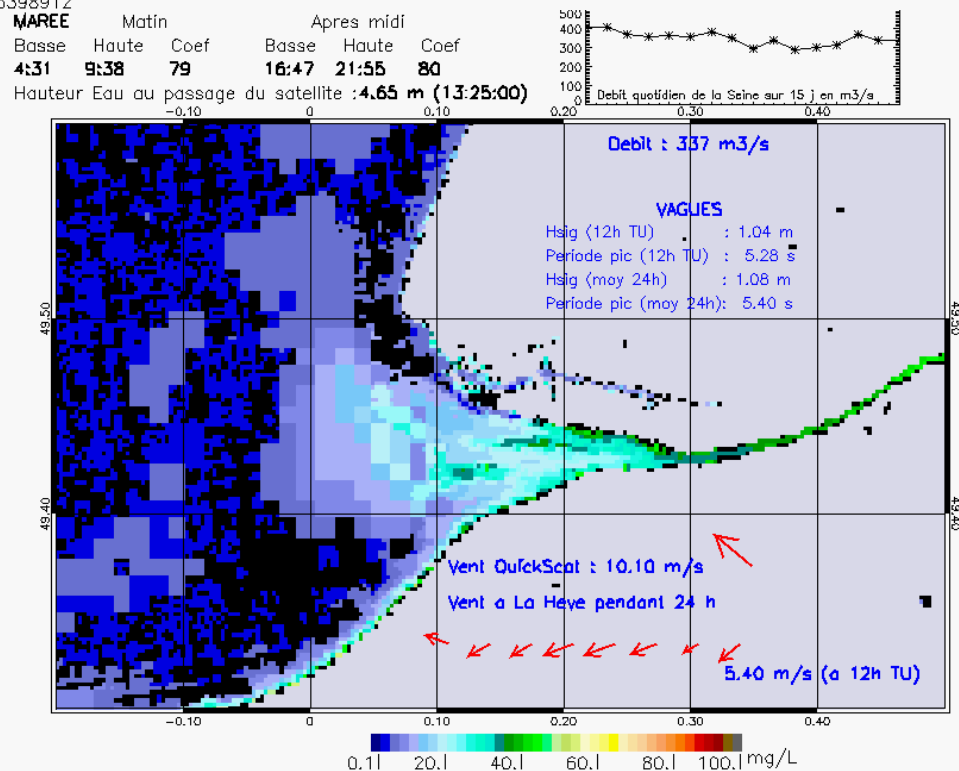 MAREE Matin Apres midi
Basse Haute Coef Basse Haute Coef
4:31 9:38 79 16:47 21:55 80
Hauteur Eau au passage du satellite : 4.65 m (13:25:00)
500
400
300
200
100
0
Debit quotidien de la Seine sur 15 j en m3/s
-0.10 0 0.10 0.20 0.30 0.40
Debit : 337 m3/s
VAGUES
Hsig (12h TU) : 1.04 m
Periode pic (12h TU) : 5.28 s
Hsig (moy 24h) : 1.08 m
Periode pic (moy 24h): 5.40 s
49.50 49.50
49.40 49.40
Vent QuickScat : 10.10 m/s
Vent a La Heve pendant 24 h
5.40 m/s (a 12h TU)
-0.10 0 0.10 0.20 0.30 0.40
0.1| 20.| 40.| 60.| 80.| 100.| mg/L